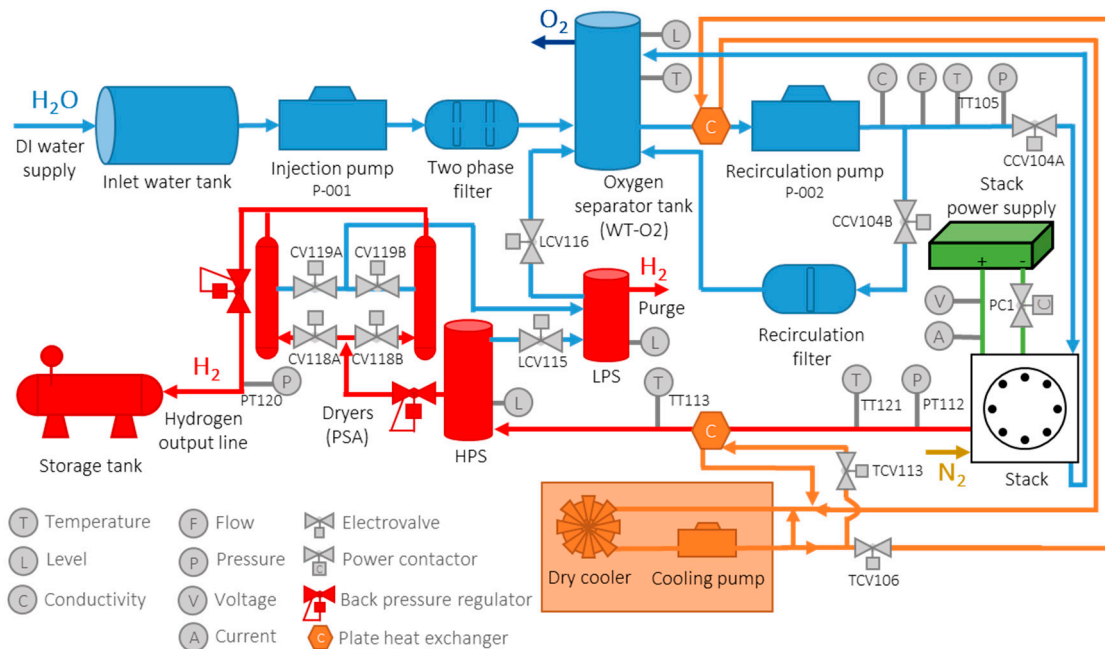 O2
L
T
H2O
DI water
supply
Inlet water tank
Injection pump
P-001
Two phase
filter
Oxygen
separator tank
(WT-O2)
C
Recirculation pump
P-002
C
F
T
P
TT105
CCV104A
Stack
power supply
CCV104B
LCV116
CV119A
CV119B
H2
Purge
Recirculation
filter
+
-
V
A
PC1
C
CV118A
CV118B
LCV115
L
LPS
H2
P
PT120
Hydrogen
output line
Storage tank
Dryers
(PSA)
L
HPS
T
TT113
C
T
TT121
P
PT112
N2
Stack
TCV113
Dry cooler
Cooling pump
TCV106
T Temperature
F Flow
Electrovalve
L Level
P Pressure
C Power contactor
C Conductivity
V Voltage
Back pressure regulator
A Current
C Plate heat exchanger